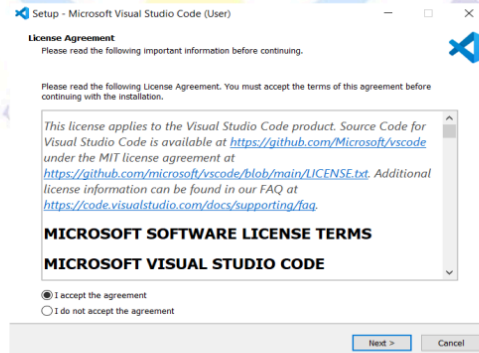 Setup - Microsoft Visual Studio Code (User)
License Agreement
Please read the following important information before continuing.
Please read the following License Agreement. You must accept the terms of this agreement before
continuing with the installation.
This license applies to the Visual Studio Code product. Source Code for
Visual Studio Code is available at https://github.com/Microsoft/vscode
under the MIT license agreement at
https://github.com/microsoft/vscode/blob/main/LICENSE.txt. Additional
license information can be found in our FAQ at
https://code.visualstudio.com/docs/supporting/faq.
MICROSOFT SOFTWARE LICENSE TERMS
MICROSOFT VISUAL STUDIO CODE
I accept the agreement
I do not accept the agreement
Next > Cancel